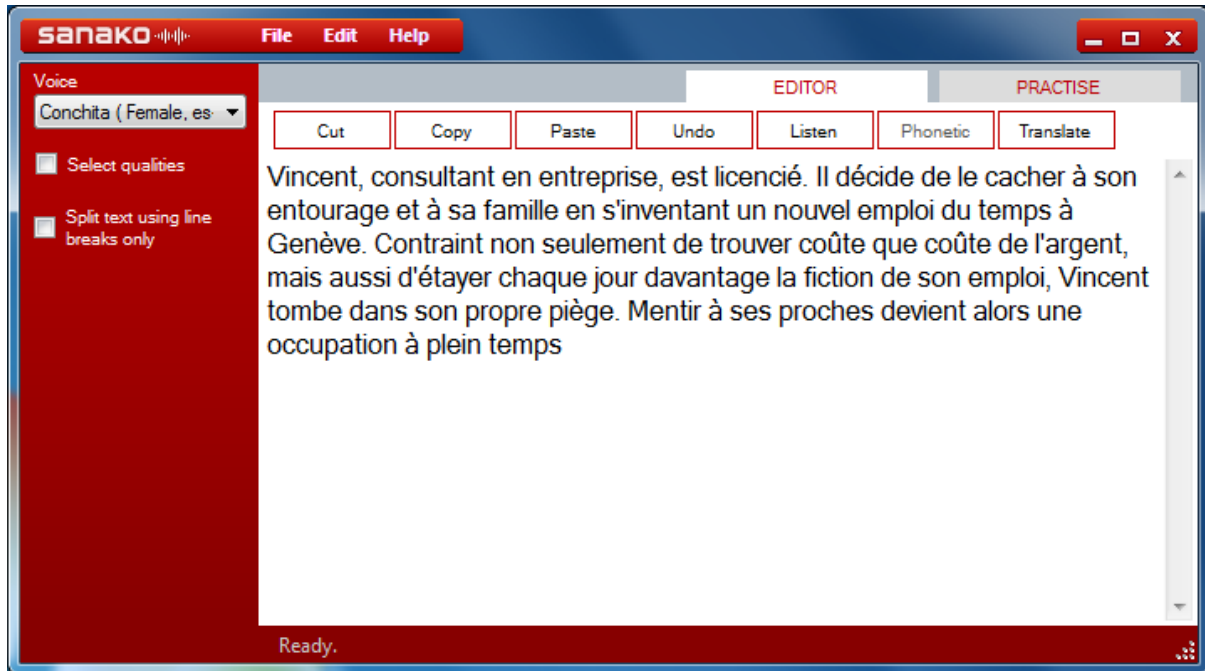 sanako File Edit Help
Voice
Conchita ( Female, es-
Select qualities
Split text using line
breaks only
EDITOR PRACTISE
Cut Copy Paste Undo Listen Phonetic Translate
Vincent, consultant en entreprise, est licencié. Il décide de le cacher à son
entourage et à sa famille en s'inventant un nouvel emploi du temps à
Genève. Contraint non seulement de trouver coûte que coûte de l'argent,
mais aussi d'étayer chaque jour davantage la fiction de son emploi, Vincent
tombe dans son propre piège. Mentir à ses proches devient alors une
occupation à plein temps
Ready.